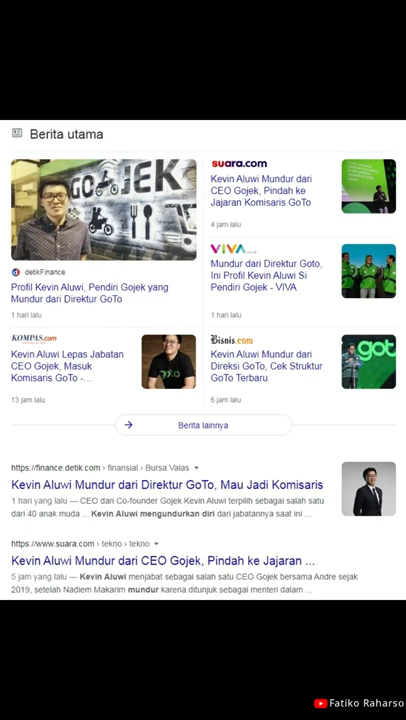 Berita utama
GOJEK
detikFinance
Profil Kevin Aluwi, Pendiri Gojek yang
Mundur dari Direktur GoTo
1 hari lalu
suara.com
Kevin Aluwi Mundur dari
CEO Gojek, Pindah ke
Jajaran Komisaris GoTo
4 jam lalu
VIVA.co.id
Mundur dari Direktur Goto,
Ini Profil Kevin Aluwi Si
Pendiri Gojek - VIVA
1 hari lalu
KOMPAS.com
Kevin Aluwi Lepas Jabatan
CEO Gojek, Masuk
Komisaris GoTo -...
13 jam lalu
goto
Bisnis.com
Kevin Aluwi Mundur dari
Direksi GoTo, Cek Struktur
GoTo Terbaru
6 jam lalu
got
Berita lainnya
https://finance.detik.com › finansial › Bursa Valas
Kevin Aluwi Mundur dari Direktur GoTo, Mau Jadi Komisaris
1 hari yang lalu — CEO dan Co-founder Gojek Kevin Aluwi terpilih sebagai salah satu
dari 40 anak muda ... Kevin Aluwi mengundurkan diri dari jabatannya saat ini ...
https://www.suara.com › tekno › tekno
Kevin Aluwi Mundur dari CEO Gojek, Pindah ke Jajaran ...
5 jam yang lalu — Kevin Aluwi menjabat sebagai salah satu CEO Gojek bersama Andre sejak
2019, setelah Nadiem Makarim mundur karena ditunjuk sebagai menteri dalam ...
Fatiko Raharso